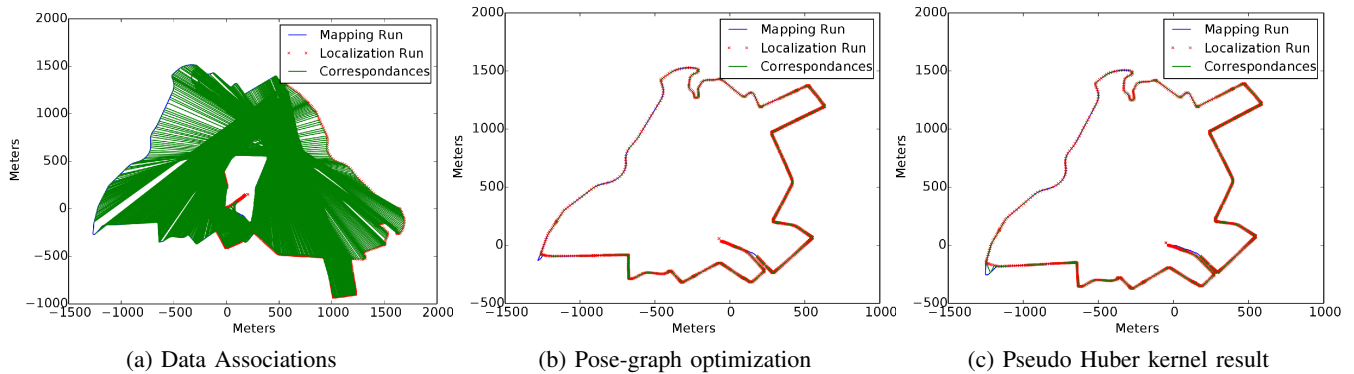 2000
1500
1000
500
0
−500
−1000
Meters
−1500
−1000
−500
0
500
1000
1500
2000
Meters
Mapping Run
Localization Run
Correspondances
(a) Data Associations
2000
1500
1000
500
0
−500
Meters
−1500
−1000
−500
0
500
1000
Meters
Mapping Run
Localization Run
Correspondances
(b) Pose-graph optimization
2000
1500
1000
500
0
−500
Meters
−1500
−1000
−500
0
500
1000
Meters
Mapping Run
Localization Run
Correspondances
(c) Pseudo Huber kernel result